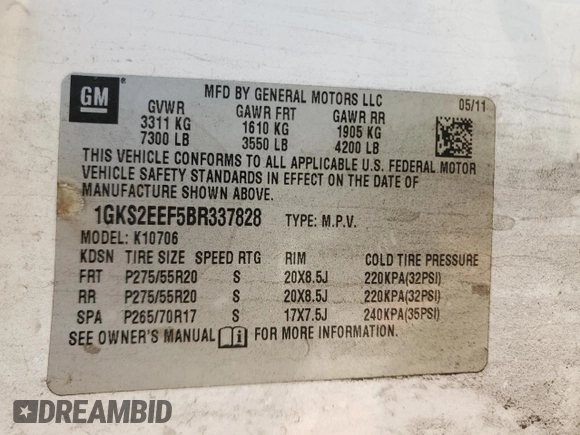 GM
MFD BY GENERAL MOTORS LLC
05/11
GVWR GAWR FRT GAWR RR
3311 KG 1610 KG 1905 KG
7300 LB 3550 LB 4200 LB
THIS VEHICLE CONFORMS TO ALL APPLICABLE U.S. FEDERAL MOTOR
VEHICLE SAFETY STANDARDS IN EFFECT ON THE DATE OF
MANUFACTURE SHOWN ABOVE.
1GKS2EEF5BR337828 TYPE: M.P.V.
MODEL: K10706
KDSN TIRE SIZE SPEED RTG RIM COLD TIRE PRESSURE
FRT P275/55R20 S 20X8.5J 220KPA(32PSI)
RR P275/55R20 S 20X8.5J 220KPA(32PSI)
SPA P265/70R17 S 17X7.5J 240KPA(35PSI)
SEE OWNER'S MANUAL FOR MORE INFORMATION.
DREAMBID